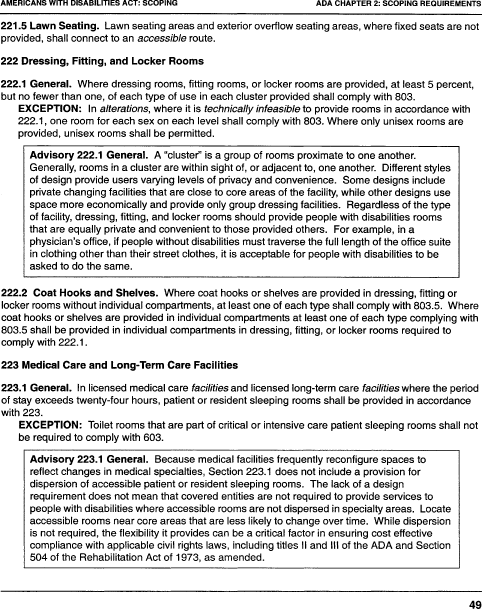 AMERICANS WITH DISABILITIES ACT: SCOPING ADA CHAPTER 2: SCOPING REQUIREMENTS
221.5 Lawn Seating. Lawn seating areas and exterior overflow seating areas, where fixed seats are not
provided, shall connect to an accessible route.
222 Dressing, Fitting, and Locker Rooms
222.1 General. Where dressing rooms, fitting rooms, or locker rooms are provided, at least 5 percent,
but no fewer than one, of each type of use in each cluster provided shall comply with 803.
EXCEPTION: In alterations, where it is technically infeasible to provide rooms in accordance with
222.1, one room for each sex on each level shall comply with 803. Where only unisex rooms are
provided, unisex rooms shall be permitted.
Advisory 222.1 General. A “cluster” is a group of rooms proximate to one another.
Generally, rooms in a cluster are within sight of, or adjacent to, one another. Different styles
of design provide users varying levels of privacy and convenience. Some designs include
private changing facilities that are close to core areas of the facility, while other designs use
space more economically and provide only group dressing facilities. Regardless of the type
of facility, dressing, fitting, and locker rooms should provide people with disabilities rooms
that are equally private and convenient to those provided others. For example, in a
physician's office, if people without disabilities must traverse the full length of the office suite
in clothing other than their street clothes, it is acceptable for people with disabilities to be
asked to do the same.
222.2 Coat Hooks and Shelves. Where coat hooks or shelves are provided in dressing, fitting or
locker rooms without individual compartments, at least one of each type shall comply with 803.5. Where
coat hooks or shelves are provided in individual compartments at least one of each type complying with
803.5 shall be provided in individual compartments in dressing, fitting, or locker rooms required to
comply with 222.1.
223 Medical Care and Long-Term Care Facilities
223.1 General. In licensed medical care facilities and licensed long-term care facilities where the period
of stay exceeds twenty-four hours, patient or resident sleeping rooms shall be provided in accordance
with 223.
EXCEPTION: Toilet rooms that are part of critical or intensive care patient sleeping rooms shall not
be required to comply with 603.
Advisory 223.1 General. Because medical facilities frequently reconfigure spaces to
reflect changes in medical specialties, Section 223.1 does not include a provision for
dispersion of accessible patient or resident sleeping rooms. The lack of a design
requirement does not mean that covered entities are not required to provide services to
people with disabilities where accessible rooms are not dispersed in specialty areas. Locate
accessible rooms near core areas that are less likely to change over time. While dispersion
is not required, the flexibility it provides can be a critical factor in ensuring cost effective
compliance with applicable civil rights laws, including titles II and III of the ADA and Section
504 of the Rehabilitation Act of 1973, as amended.
49